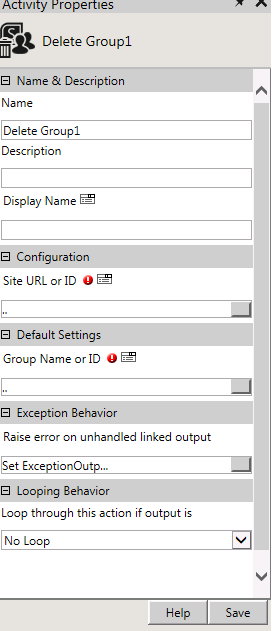 Activity Properties
Delete Group1
Name & Description
Name
Delete Group1
Description
Display Name
Configuration
Site URL or ID
..
Default Settings
Group Name or ID
..
Exception Behavior
Raise error on unhandled linked output
Set ExceptionOutp...
Looping Behavior
Loop through this action if output is
No Loop
Help Save